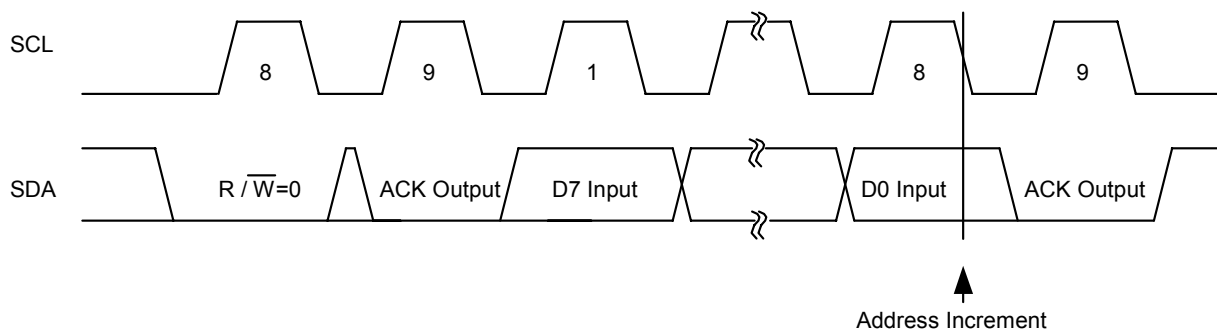 SCL
8 9 1 8 9
SDA
R / W=0 ACK Output D7 Input D0 Input ACK Output
Address Increment